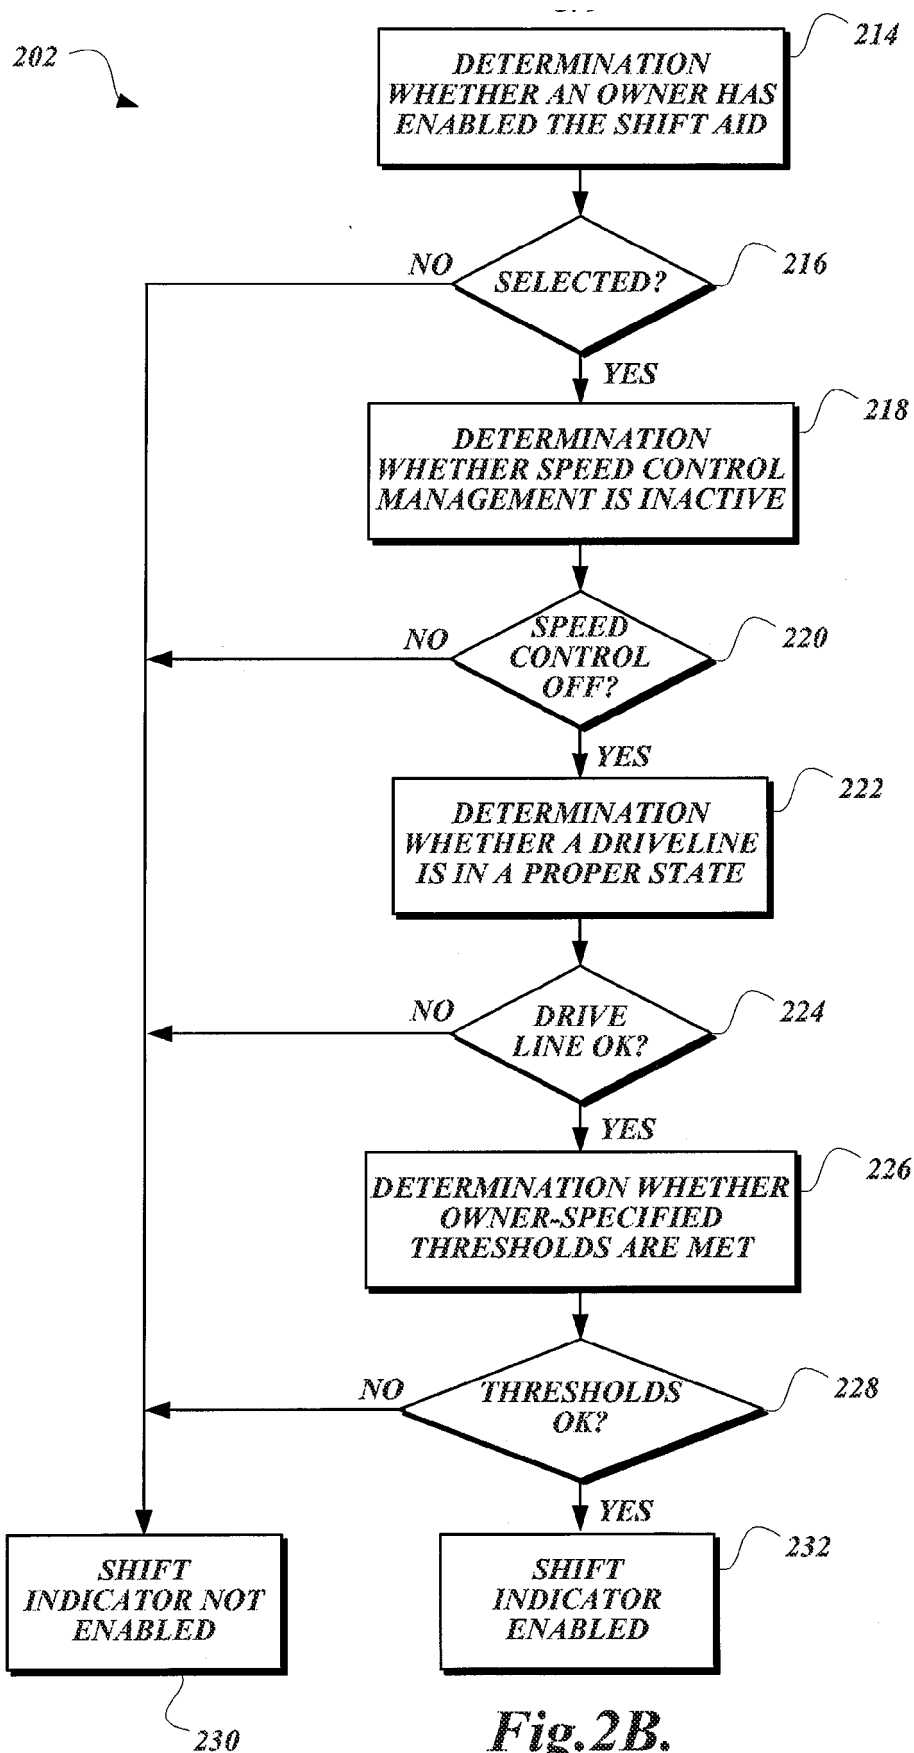 202
214
DETERMINATION
WHETHER AN OWNER HAS
ENABLED THE SHIFT AID
NO
SELECTED?
216
YES
218
DETERMINATION
WHETHER SPEED CONTROL
MANAGEMENT IS INACTIVE
NO
SPEED
CONTROL
OFF?
220
YES
222
DETERMINATION
WHETHER A DRIVELINE
IS IN A PROPER STATE
NO
DRIVE
LINE OK?
224
YES
226
DETERMINATION WHETHER
OWNER-SPECIFIED
THRESHOLDS ARE MET
NO
THRESHOLDS
OK?
228
YES
SHIFT
INDICATOR NOT
ENABLED
230
SHIFT
INDICATOR
ENABLED
232
Fig.2B.